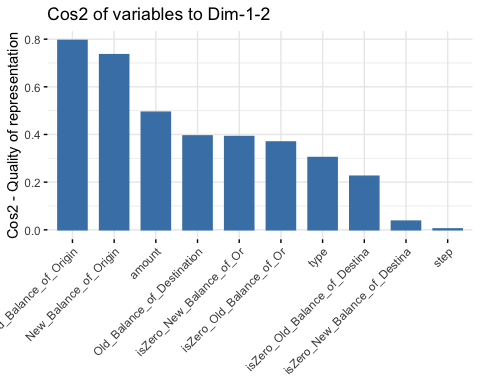 Cos2 of variables to Dim-1-2
Cos2 - Quality of representation
0.8
0.6
0.4
0.2
0.0
d_Balance_of_Origin
New_Balance_of_Origin
amount
Old_Balance_of_Destination
isZero_New_Balance_of_Or
isZero_Old_Balance_of_Or
type
isZero_Old_Balance_of_Destina
isZero_New_Balance_of_Destina
step